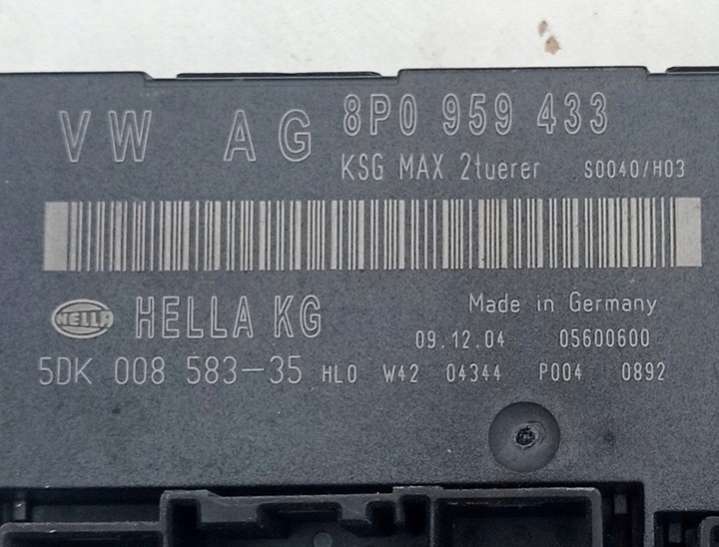 VW AG 8P0 959 433
KSG MAX 2tuerer S0040/H03
HELLA HELLA KG Made in Germany
09.12.04 05600600
5DK 008 583-35 HLO W42 04344 P004 0892